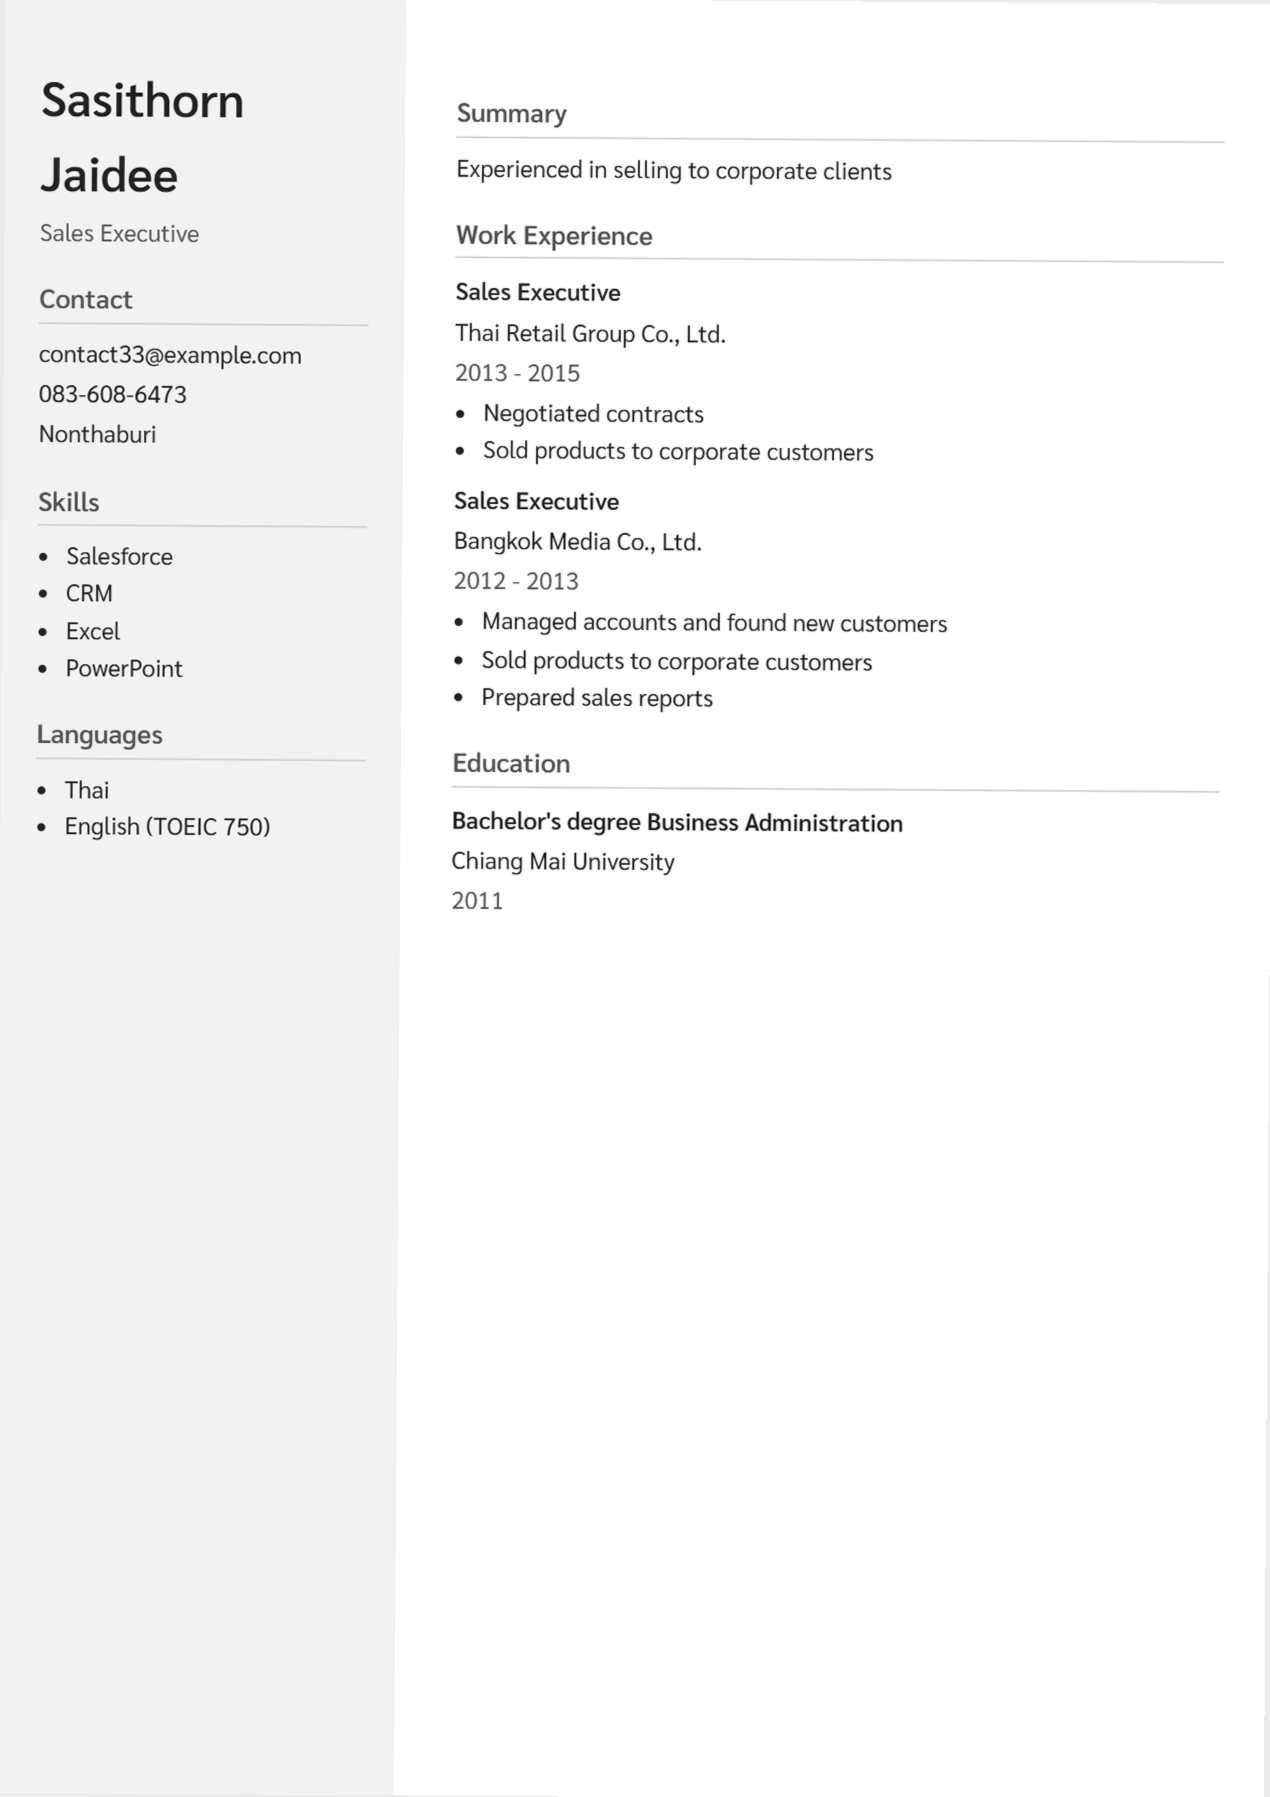 Sasithorn
Jaidee
Sales Executive
Contact
contact33@example.com
083-608-6473
Nonthaburi
Skills
• Salesforce
• CRM
• Excel
• PowerPoint
Languages
• Thai
• English (TOEIC 750)
Summary
Experienced in selling to corporate clients
Work Experience
Sales Executive
Thai Retail Group Co., Ltd.
2013 - 2015
• Negotiated contracts
• Sold products to corporate customers
Sales Executive
Bangkok Media Co., Ltd.
2012 - 2013
• Managed accounts and found new customers
• Sold products to corporate customers
• Prepared sales reports
Education
Bachelor's degree Business Administration
Chiang Mai University
2011